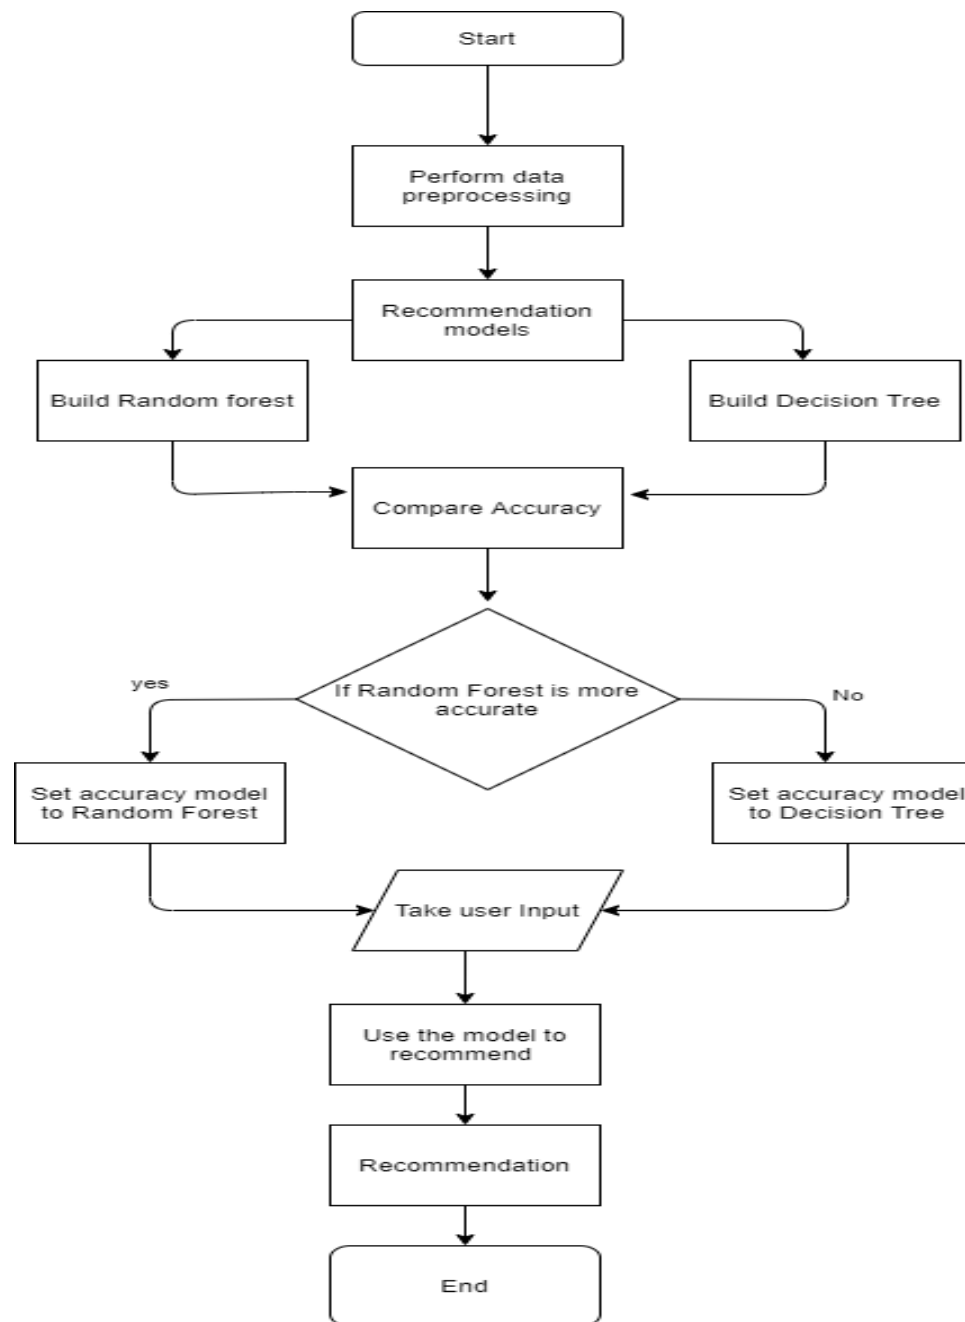 Start
Perform data
preprocessing
Recommendation
models
Build Random forest
Build Decision Tree
Compare Accuracy
If Random Forest is more
accurate
yes
No
Set accuracy model
to Random Forest
Set accuracy model
to Decision Tree
Take user Input
Use the model to
recommend
Recommendation
End